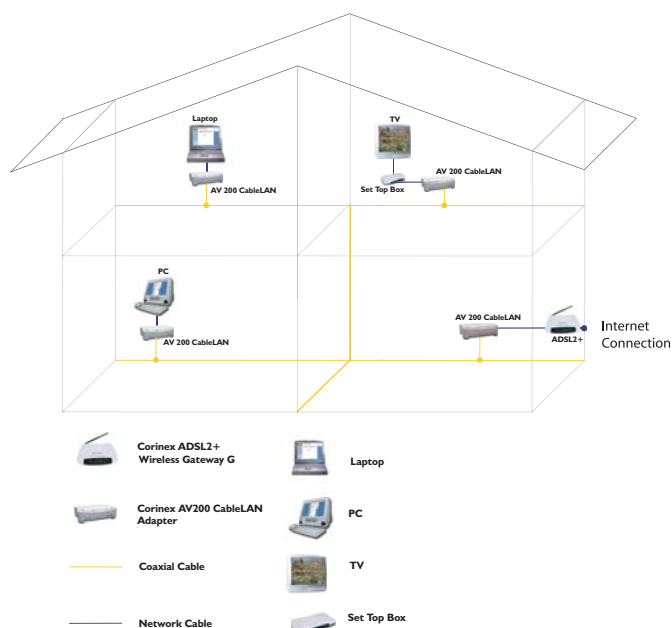 Laptop
TV
AV 200 CableLAN
Set Top Box
AV 200 CableLAN
PC
AV 200 CableLAN
AV 200 CableLAN
ADSL2+
Internet
Connection
Corinex ADSL2+
Wireless Gateway G
Laptop
Corinex AV200 CableLAN
Adapter
PC
Coaxial Cable
TV
Network Cable
Set Top Box